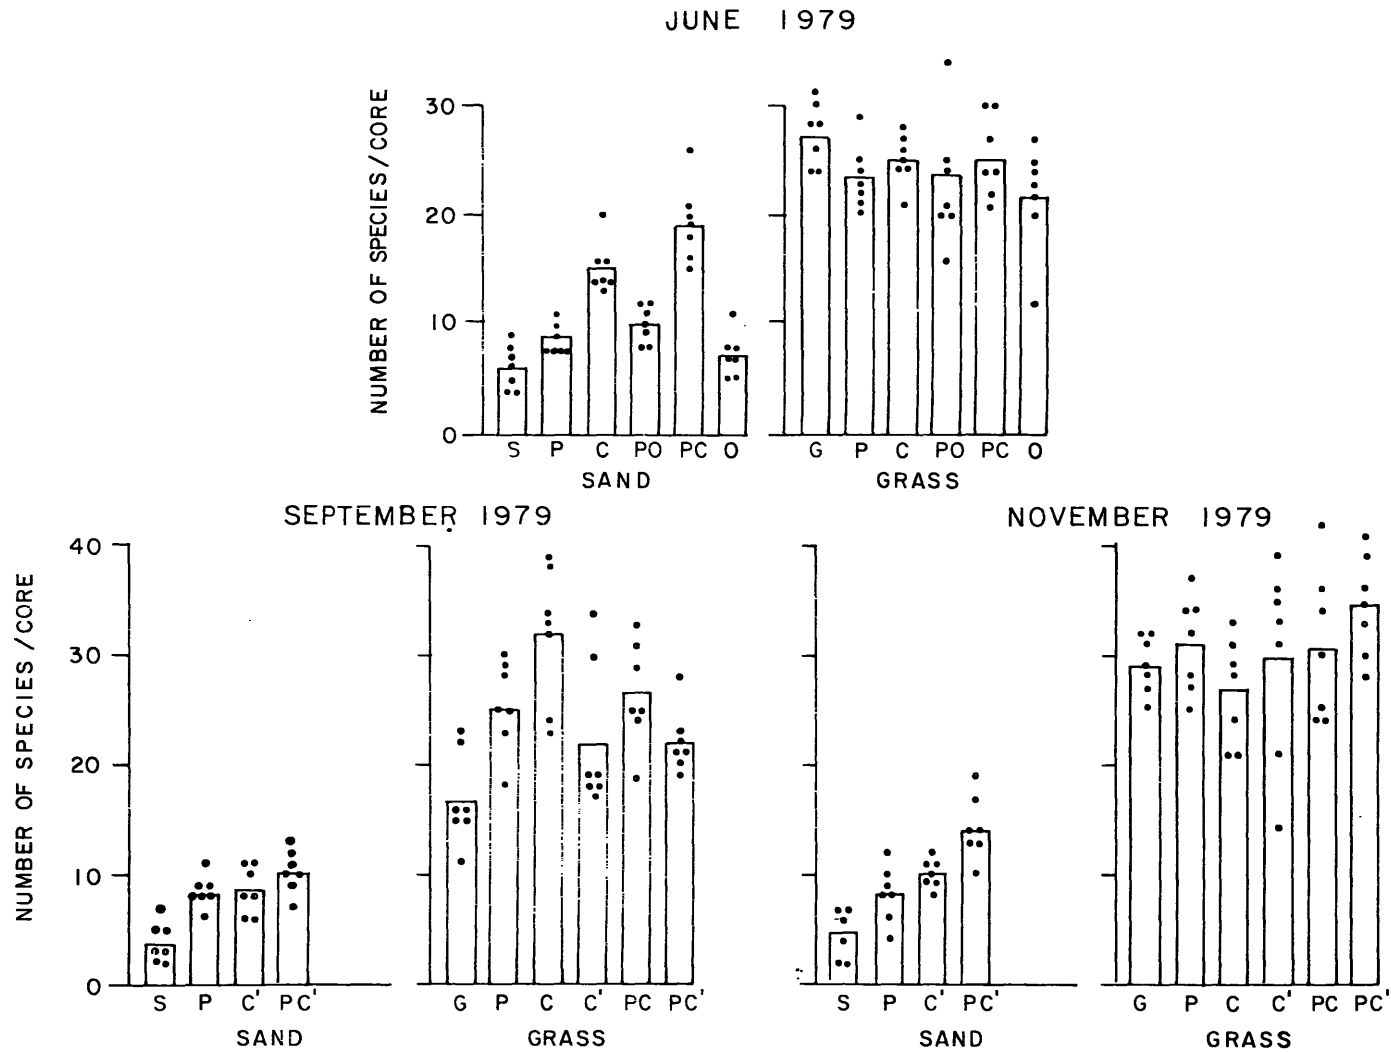 JUNE 1979
NUMBER OF SPECIES/CORE
30
20
10
0
S P C PO PC O
SAND
G P C PO PC O
GRASS
SEPTEMBER 1979
NUMBER OF SPECIES/CORE
40
30
20
10
0
S P C' PC'
SAND
G P C C' PC PC'
GRASS
NOVEMBER 1979
S P C' PC'
SAND
G P C C' PC PC'
GRASS